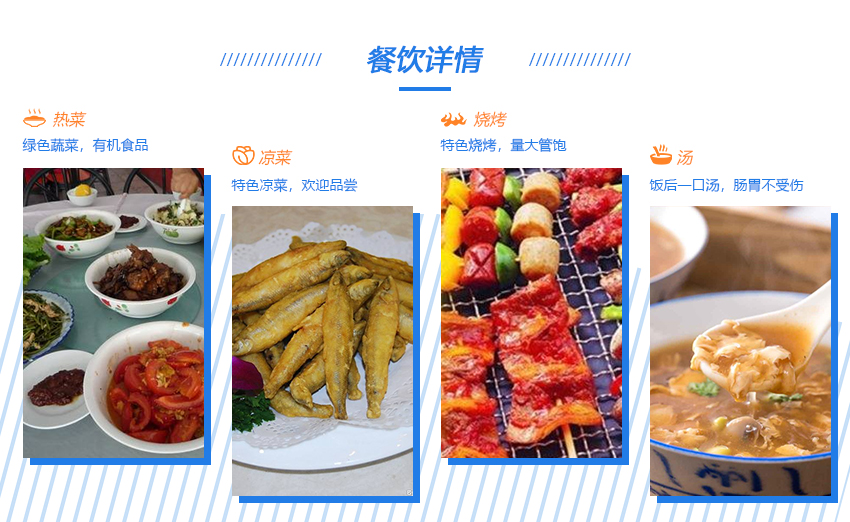 餐饮详情
热菜
绿色蔬菜，有机食品
凉菜
特色凉菜，欢迎品尝
烧烤
特色烧烤，量大管饱
汤
饭后一口汤，肠胃不受伤